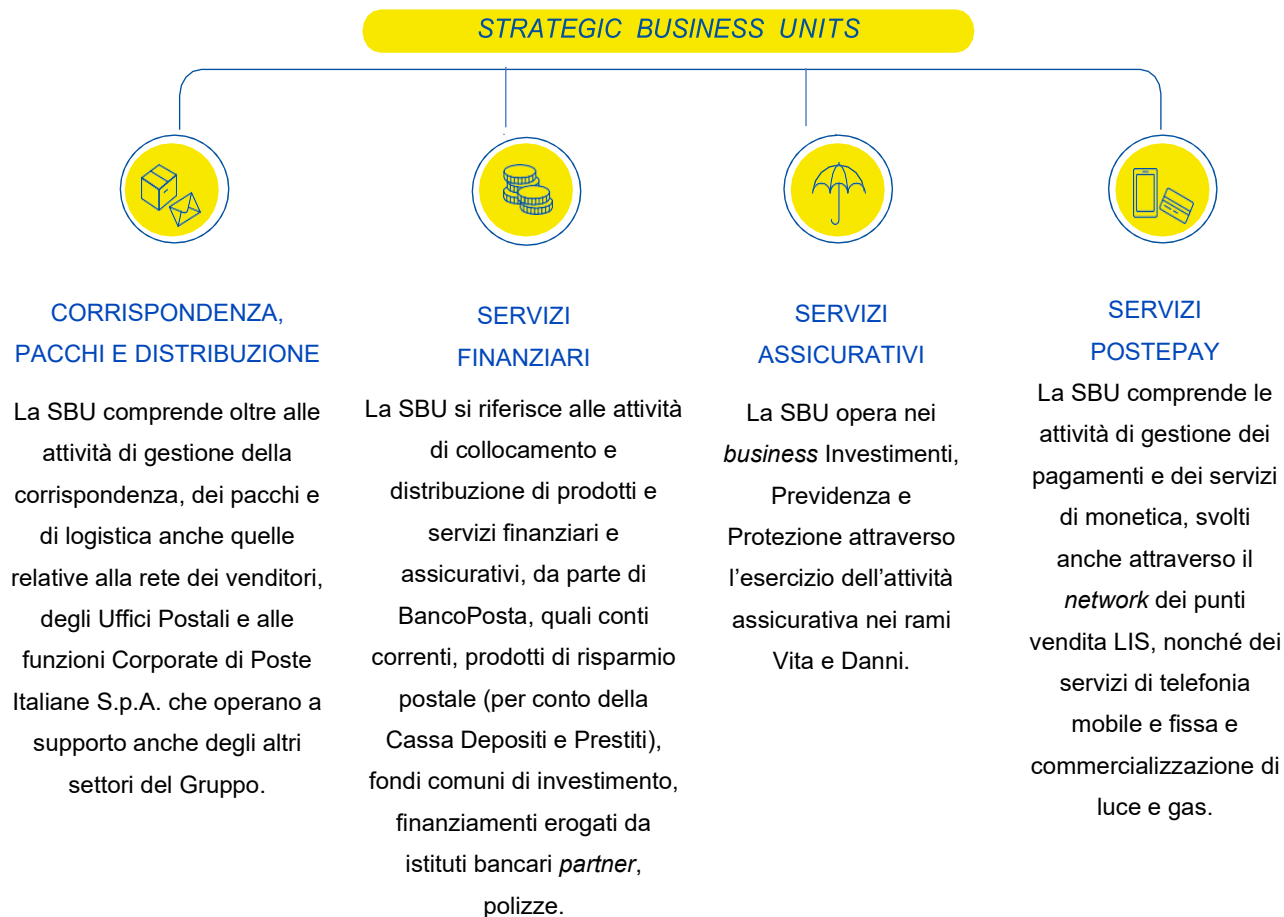 STRATEGIC BUSINESS UNITS
CORRISPONDENZA,
PACCHI E DISTRIBUZIONE
La SBU comprende oltre alle
attività di gestione della
corrispondenza, dei pacchi e
di logistica anche quelle
relative alla rete dei venditori,
degli Uffici Postali e alle
funzioni Corporate di Poste
Italiane S.p.A. che operano a
supporto anche degli altri
settori del Gruppo.
SERVIZI
FINANZIARI
La SBU si riferisce alle attività
di collocamento e
distribuzione di prodotti e
servizi finanziari e
assicurativi, da parte di
BancoPosta, quali conti
correnti, prodotti di risparmio
postale (per conto della
Cassa Depositi e Prestiti),
fondi comuni di investimento,
finanziamenti erogati da
istituti bancari partner,
polizze.
SERVIZI
ASSICURATIVI
La SBU opera nei
business Investimenti,
Previdenza e
Protezione attraverso
l’esercizio dell’attività
assicurativa nei rami
Vita e Danni.
SERVIZI
POSTEPAY
La SBU comprende le
attività di gestione dei
pagamenti e dei servizi
di monetica, svolti
anche attraverso il
network dei punti
vendita LIS, nonché dei
servizi di telefonia
mobile e fissa e
commercializzazione di
luce e gas.